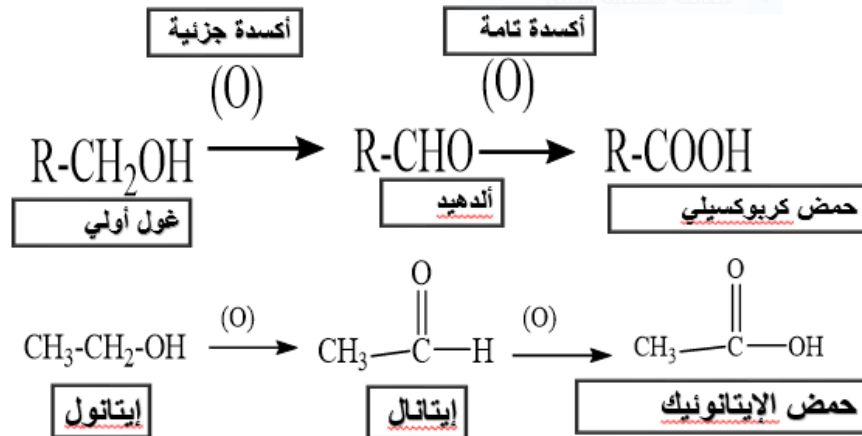 أكسدة جزئية
أكسدة تامة
(O)
(O)
R-CH₂OH
R-CHO
R-COOH
غول أولي
ألدهيد
حمض كربوكسيلي
O
O
CH₃-CH₂-OH
(O)
CH₃
C
H
(O)
CH₃
C
OH
إيتانول
إيتانال
حمض الإيتانوئيك